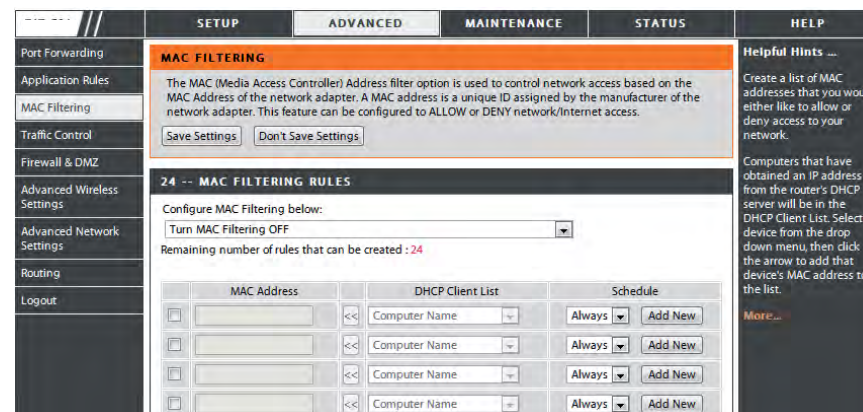 SETUP
ADVANCED
MAINTENANCE
STATUS
HELP
Port Forwarding
Application Rules
MAC Filtering
Traffic Control
Firewall & DMZ
Advanced Wireless
Settings
Advanced Network
Settings
Routing
Logout
MAC FILTERING
The MAC (Media Access Controller) Address filter option is used to control network access based on the
MAC Address of the network adapter. A MAC address is a unique ID assigned by the manufacturer of the
network adapter. This feature can be configured to ALLOW or DENY network/Internet access.
Save Settings Don't Save Settings
24 -- MAC FILTERING RULES
Configure MAC Filtering below:
Turn MAC Filtering OFF
Remaining number of rules that can be created : 24
MAC Address DHCP Client List Schedule
<< Computer Name Always Add New
<< Computer Name Always Add New
<< Computer Name Always Add New
<< Computer Name Always Add New
Helpful Hints ...
Create a list of MAC
addresses that you wou
either like to allow or
deny access to your
network.
Computers that have
obtained an IP address
from the router's DHCP
server will be in the
DHCP Client List. Select
device from the drop
down menu, then click
the arrow to add that
device's MAC address t
the list.
More...